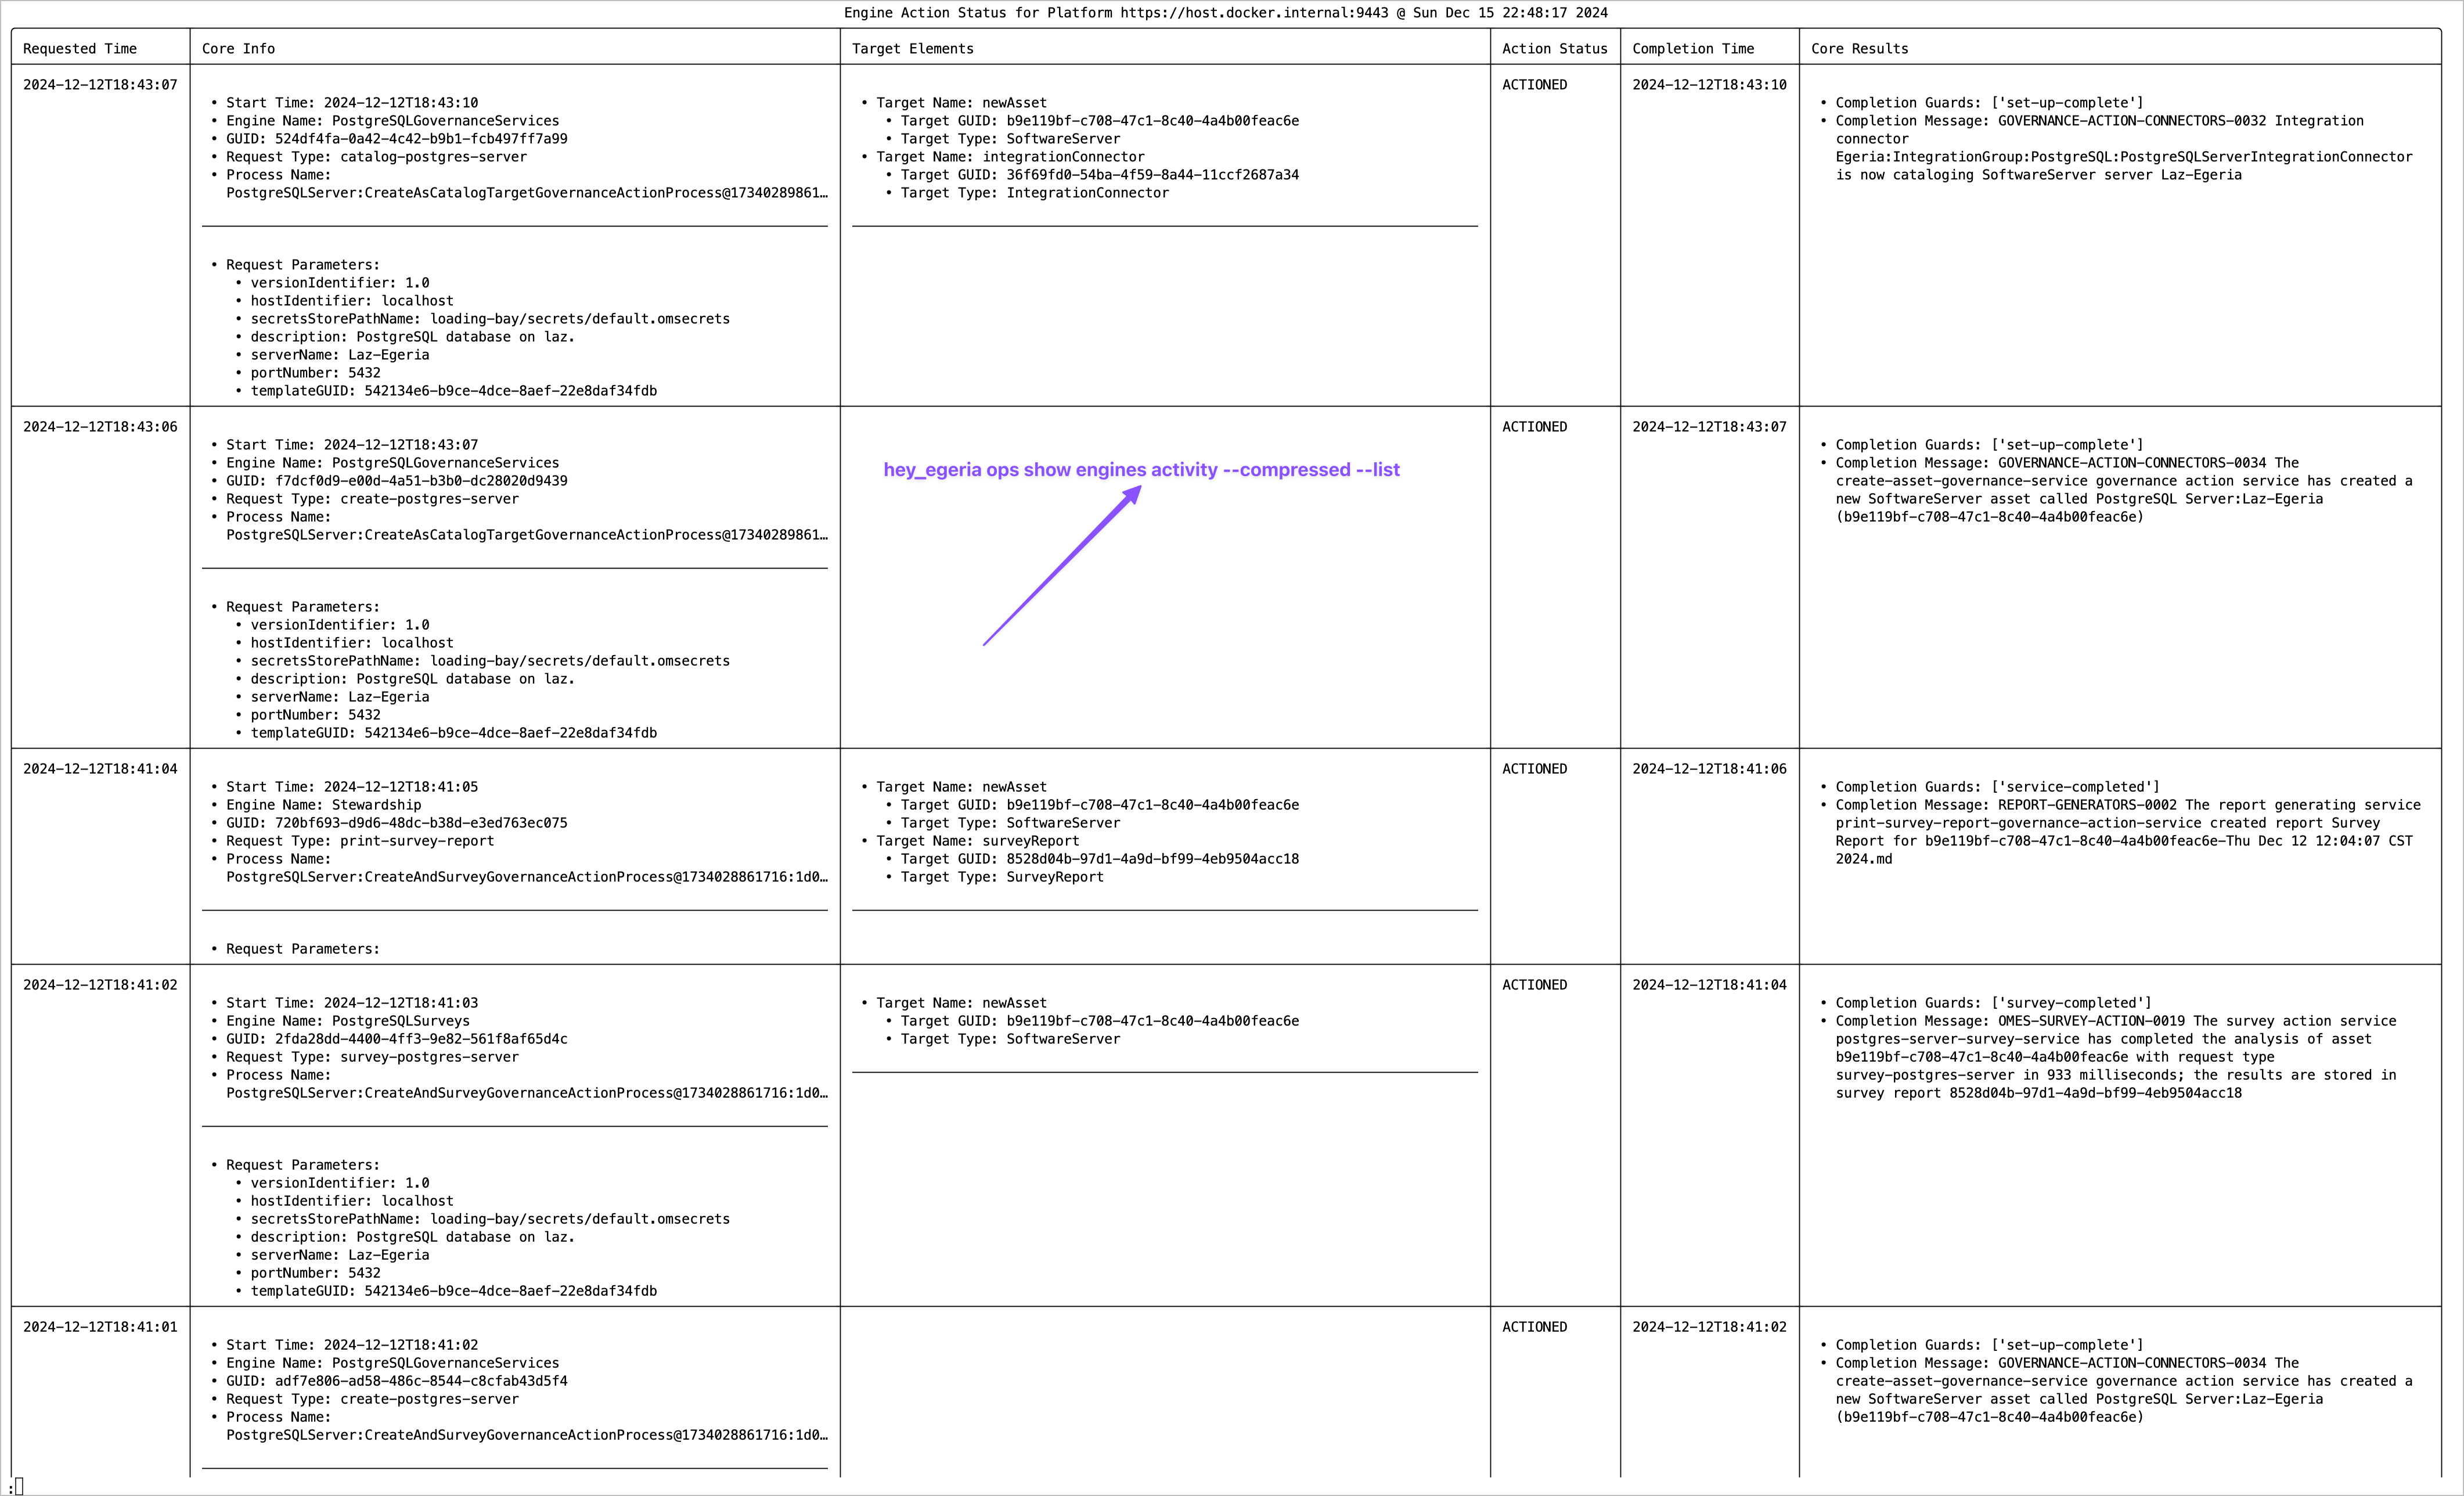 Engine Action Status for Platform https://host.docker.internal:9443 @ Sun Dec 15 22:48:17 2024
Requested Time
Core Info
Target Elements
Action Status
Completion Time
Core Results
2024-12-12T18:43:07
• Start Time: 2024-12-12T18:43:10
• Engine Name: PostgreSQLGovernanceServices
• GUID: 524df4fa-0a42-4c42-b9b1-fcb497ff7a99
• Request Type: catalog-postgres-server
• Process Name:
PostgreSQLServer:CreateAsCatalogTargetGovernanceActionProcess@17340289861…
• Request Parameters:
• versionIdentifier: 1.0
• hostIdentifier: localhost
• secretsStorePathName: loading-bay/secrets/default.omsecrets
• description: PostgreSQL database on laz.
• serverName: Laz-Egeria
• portNumber: 5432
• templateGUID: 542134e6-b9ce-4dce-8aef-22e8daf34fdb
• Target Name: newAsset
• Target GUID: b9e119bf-c708-47c1-8c40-4a4b00feac6e
• Target Type: SoftwareServer
• Target Name: integrationConnector
• Target GUID: 36f69fd0-54ba-4f59-8a44-11ccf2687a34
• Target Type: IntegrationConnector
ACTIONED
2024-12-12T18:43:10
• Completion Guards: ['set-up-complete']
• Completion Message: GOVERNANCE-ACTION-CONNECTORS-0032 Integration
connector
Egeria:IntegrationGroup:PostgreSQL:PostgreSQLServerIntegrationConnector
is now cataloging SoftwareServer server Laz-Egeria
2024-12-12T18:43:06
• Start Time: 2024-12-12T18:43:07
• Engine Name: PostgreSQLGovernanceServices
• GUID: f7dcf0d9-e00d-4a51-b3b0-dc28020d9439
• Request Type: create-postgres-server
• Process Name:
PostgreSQLServer:CreateAsCatalogTargetGovernanceActionProcess@17340289861…
• Request Parameters:
• versionIdentifier: 1.0
• hostIdentifier: localhost
• secretsStorePathName: loading-bay/secrets/default.omsecrets
• description: PostgreSQL database on laz.
• serverName: Laz-Egeria
• portNumber: 5432
• templateGUID: 542134e6-b9ce-4dce-8aef-22e8daf34fdb
hey_egeria ops show engines activity --compressed --list
ACTIONED
2024-12-12T18:43:07
• Completion Guards: ['set-up-complete']
• Completion Message: GOVERNANCE-ACTION-CONNECTORS-0034 The
create-asset-governance-service governance action service has created a
new SoftwareServer asset called PostgreSQL Server:Laz-Egeria
(b9e119bf-c708-47c1-8c40-4a4b00feac6e)
2024-12-12T18:41:04
• Start Time: 2024-12-12T18:41:05
• Engine Name: Stewardship
• GUID: 720bf693-d9d6-48dc-b38d-e3ed763ec075
• Request Type: print-survey-report
• Process Name:
PostgreSQLServer:CreateAndSurveyGovernanceActionProcess@1734028861716:1d0…
• Request Parameters:
• Target Name: newAsset
• Target GUID: b9e119bf-c708-47c1-8c40-4a4b00feac6e
• Target Type: SoftwareServer
• Target Name: surveyReport
• Target GUID: 8528d04b-97d1-4a9d-bf99-4eb9504acc18
• Target Type: SurveyReport
ACTIONED
2024-12-12T18:41:06
• Completion Guards: ['service-completed']
• Completion Message: REPORT-GENERATORS-0002 The report generating service
print-survey-report-governance-action-service created report Survey
Report for b9e119bf-c708-47c1-8c40-4a4b00feac6e-Thu Dec 12 12:04:07 CST
2024.md
2024-12-12T18:41:02
• Start Time: 2024-12-12T18:41:03
• Engine Name: PostgreSQLSurveys
• GUID: 2fda28dd-4400-4ff3-9e82-561f8af65d4c
• Request Type: survey-postgres-server
• Process Name:
PostgreSQLServer:CreateAndSurveyGovernanceActionProcess@1734028861716:1d0…
• Request Parameters:
• versionIdentifier: 1.0
• hostIdentifier: localhost
• secretsStorePathName: loading-bay/secrets/default.omsecrets
• description: PostgreSQL database on laz.
• serverName: Laz-Egeria
• portNumber: 5432
• templateGUID: 542134e6-b9ce-4dce-8aef-22e8daf34fdb
• Target Name: newAsset
• Target GUID: b9e119bf-c708-47c1-8c40-4a4b00feac6e
• Target Type: SoftwareServer
ACTIONED
2024-12-12T18:41:04
• Completion Guards: ['survey-completed']
• Completion Message: OMES-SURVEY-ACTION-0019 The survey action service
postgres-server-survey-service has completed the analysis of asset
b9e119bf-c708-47c1-8c40-4a4b00feac6e with request type
survey-postgres-server in 933 milliseconds; the results are stored in
survey report 8528d04b-97d1-4a9d-bf99-4eb9504acc18
2024-12-12T18:41:01
• Start Time: 2024-12-12T18:41:02
• Engine Name: PostgreSQLGovernanceServices
• GUID: adf7e806-ad58-486c-8544-c8cfab43d5f4
• Request Type: create-postgres-server
• Process Name:
PostgreSQLServer:CreateAndSurveyGovernanceActionProcess@1734028861716:1d0…
ACTIONED
2024-12-12T18:41:02
• Completion Guards: ['set-up-complete']
• Completion Message: GOVERNANCE-ACTION-CONNECTORS-0034 The
create-asset-governance-service governance action service has created a
new SoftwareServer asset called PostgreSQL Server:Laz-Egeria
(b9e119bf-c708-47c1-8c40-4a4b00feac6e)
: